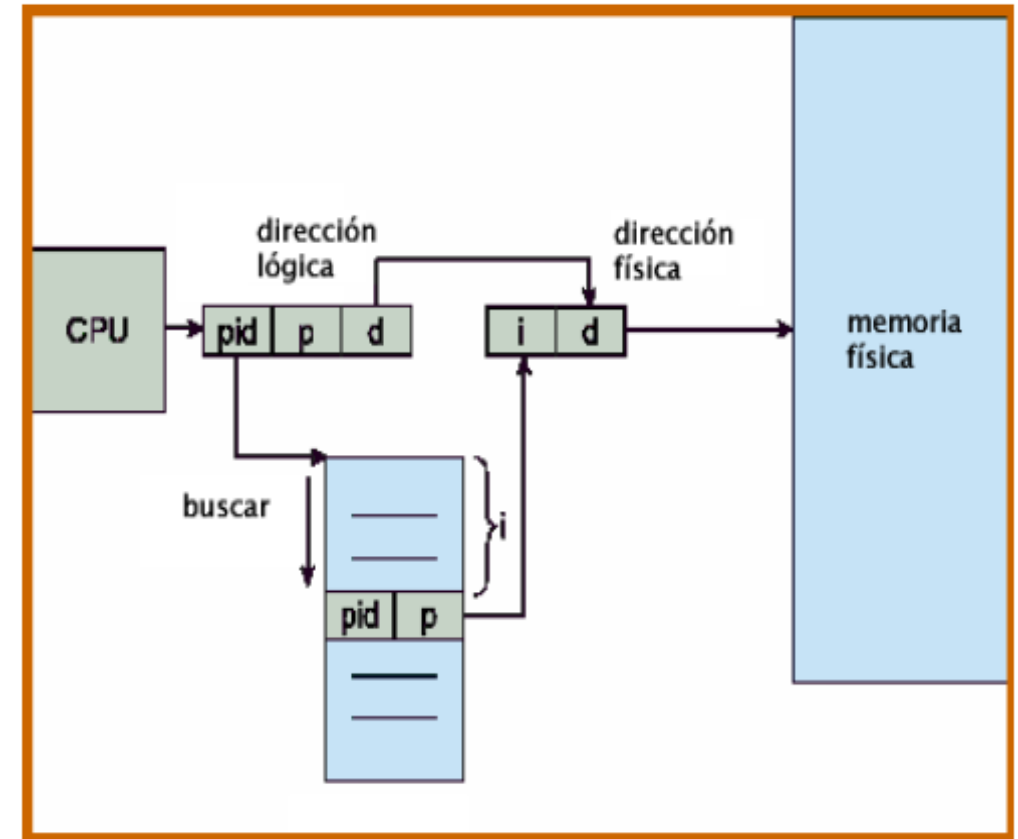 dirección
lógica
dirección
física
CPU
pid p d
i d
memoria
física
buscar
i
pid p